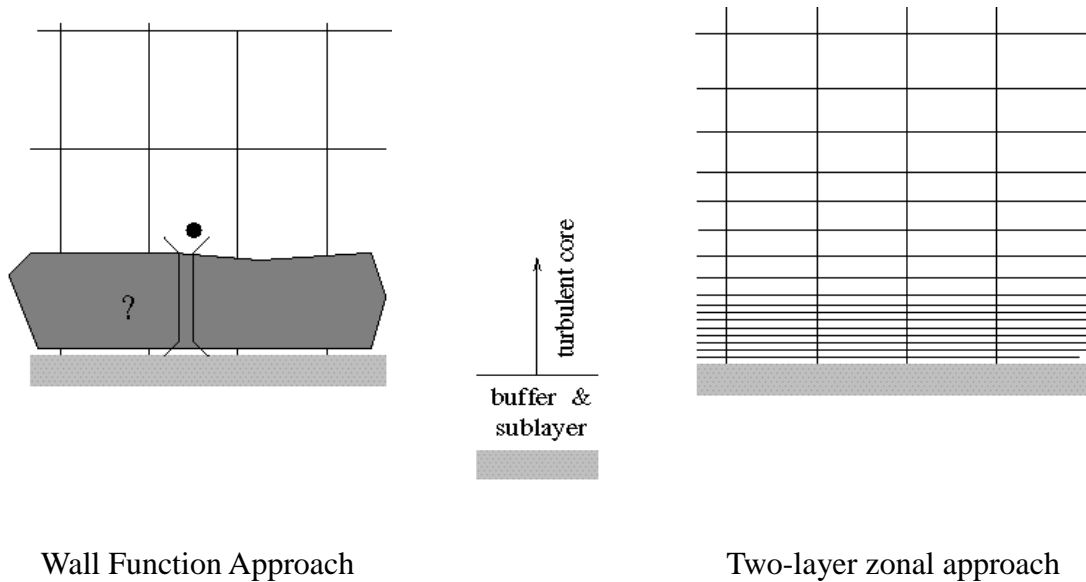 ?
turbulent core
buffer &
sublayer
Wall Function Approach
Two-layer zonal approach